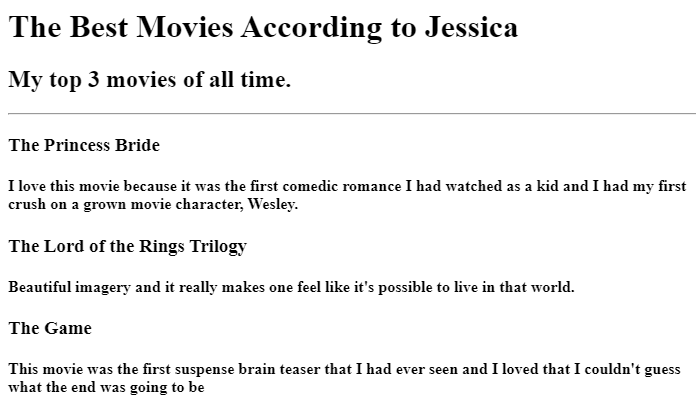 The Best Movies According to Jessica
My top 3 movies of all time.
The Princess Bride
I love this movie because it was the first comedic romance I had watched as a kid and I had my first
crush on a grown movie character, Wesley.
The Lord of the Rings Trilogy
Beautiful imagery and it really makes one feel like it's possible to live in that world.
The Game
This movie was the first suspense brain teaser that I had ever seen and I loved that I couldn't guess
what the end was going to be